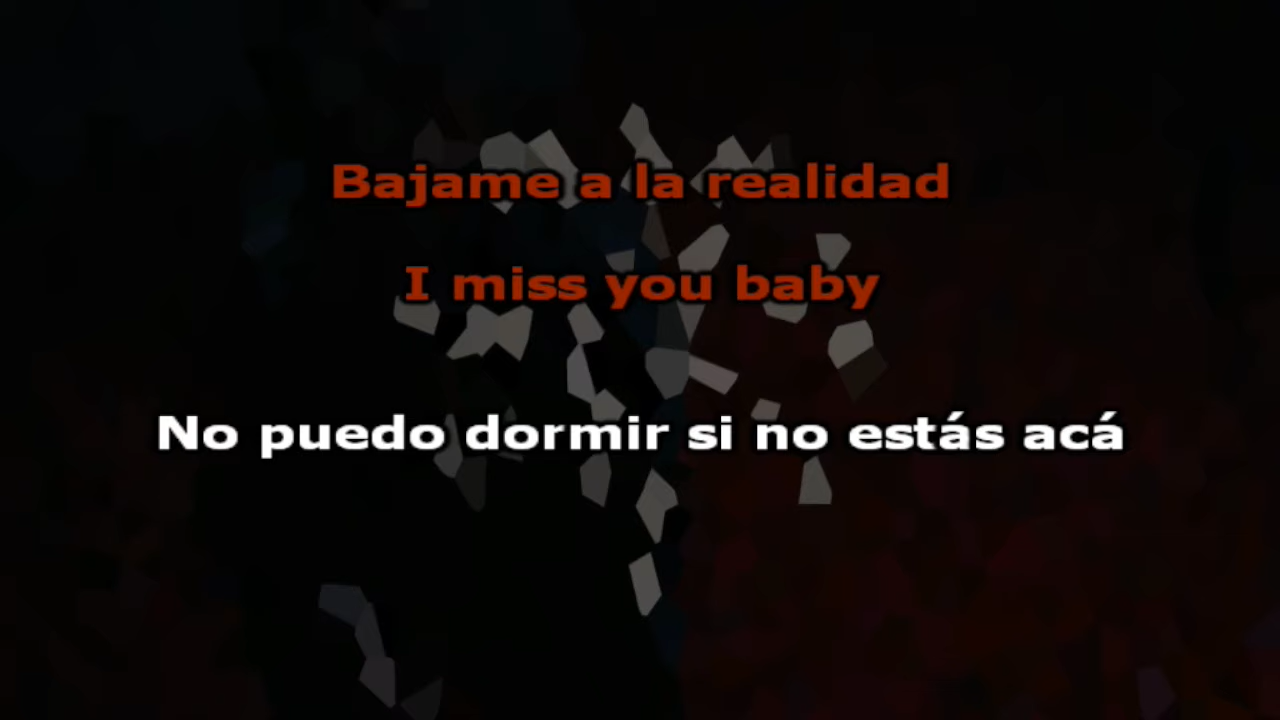 Bajame a la realidad
I miss you baby
No puedo dormir si no estás acá